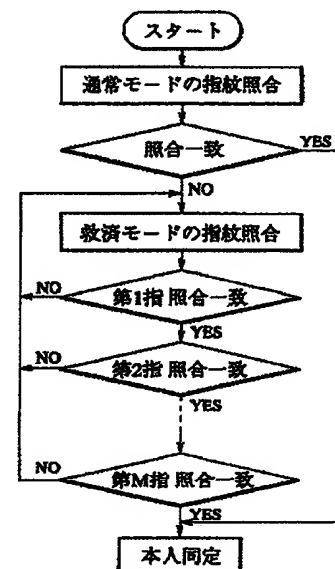 スタート
通常モードの指紋照合
照合一致
YES
NO
救済モードの指紋照合
NO
第1指 照合一致
YES
NO
第2指 照合一致
YES
NO
第M指 照合一致
YES
本人同定